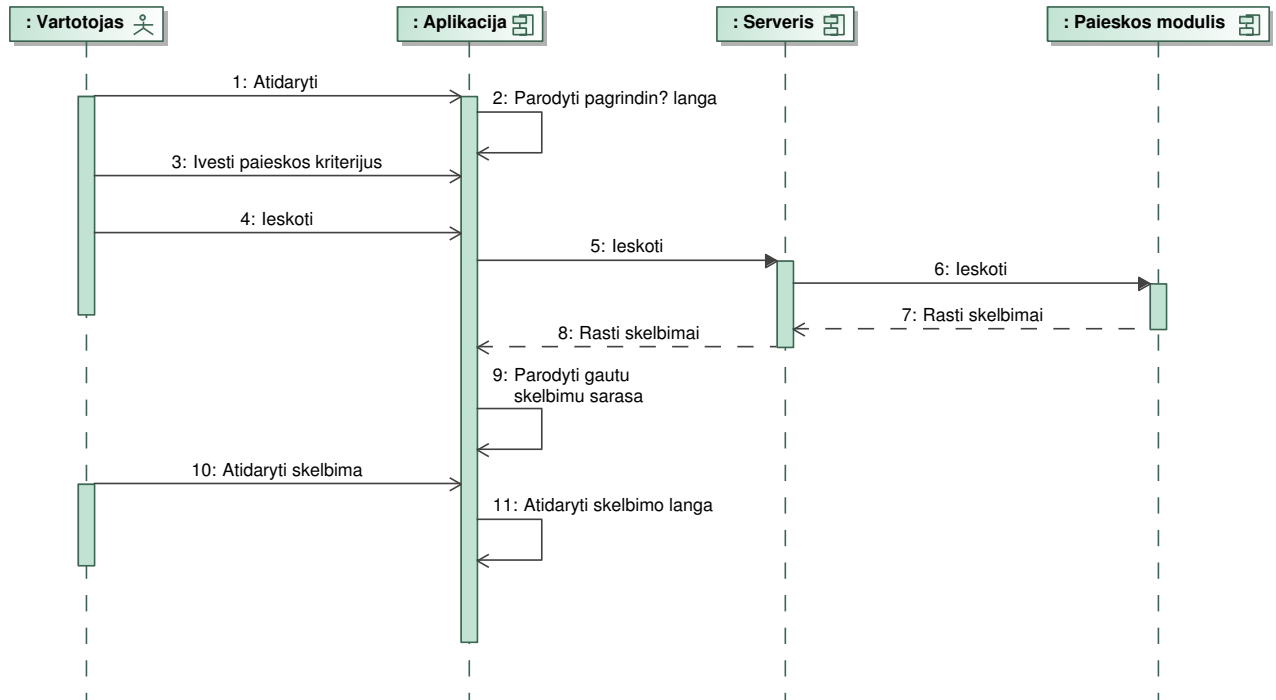 : Vartotojas
: Aplikacija
: Serveris
: Paieskos modulis
1: Atidaryti
2: Parodyti pagrindin? langa
3: Ivesti paieskos kriterijus
4: Ieskoti
5: Ieskoti
6: Ieskoti
7: Rasti skelbimai
8: Rasti skelbimai
9: Parodyti gautu
skelbimu sarasa
10: Atidaryti skelbima
11: Atidaryti skelbimo langa